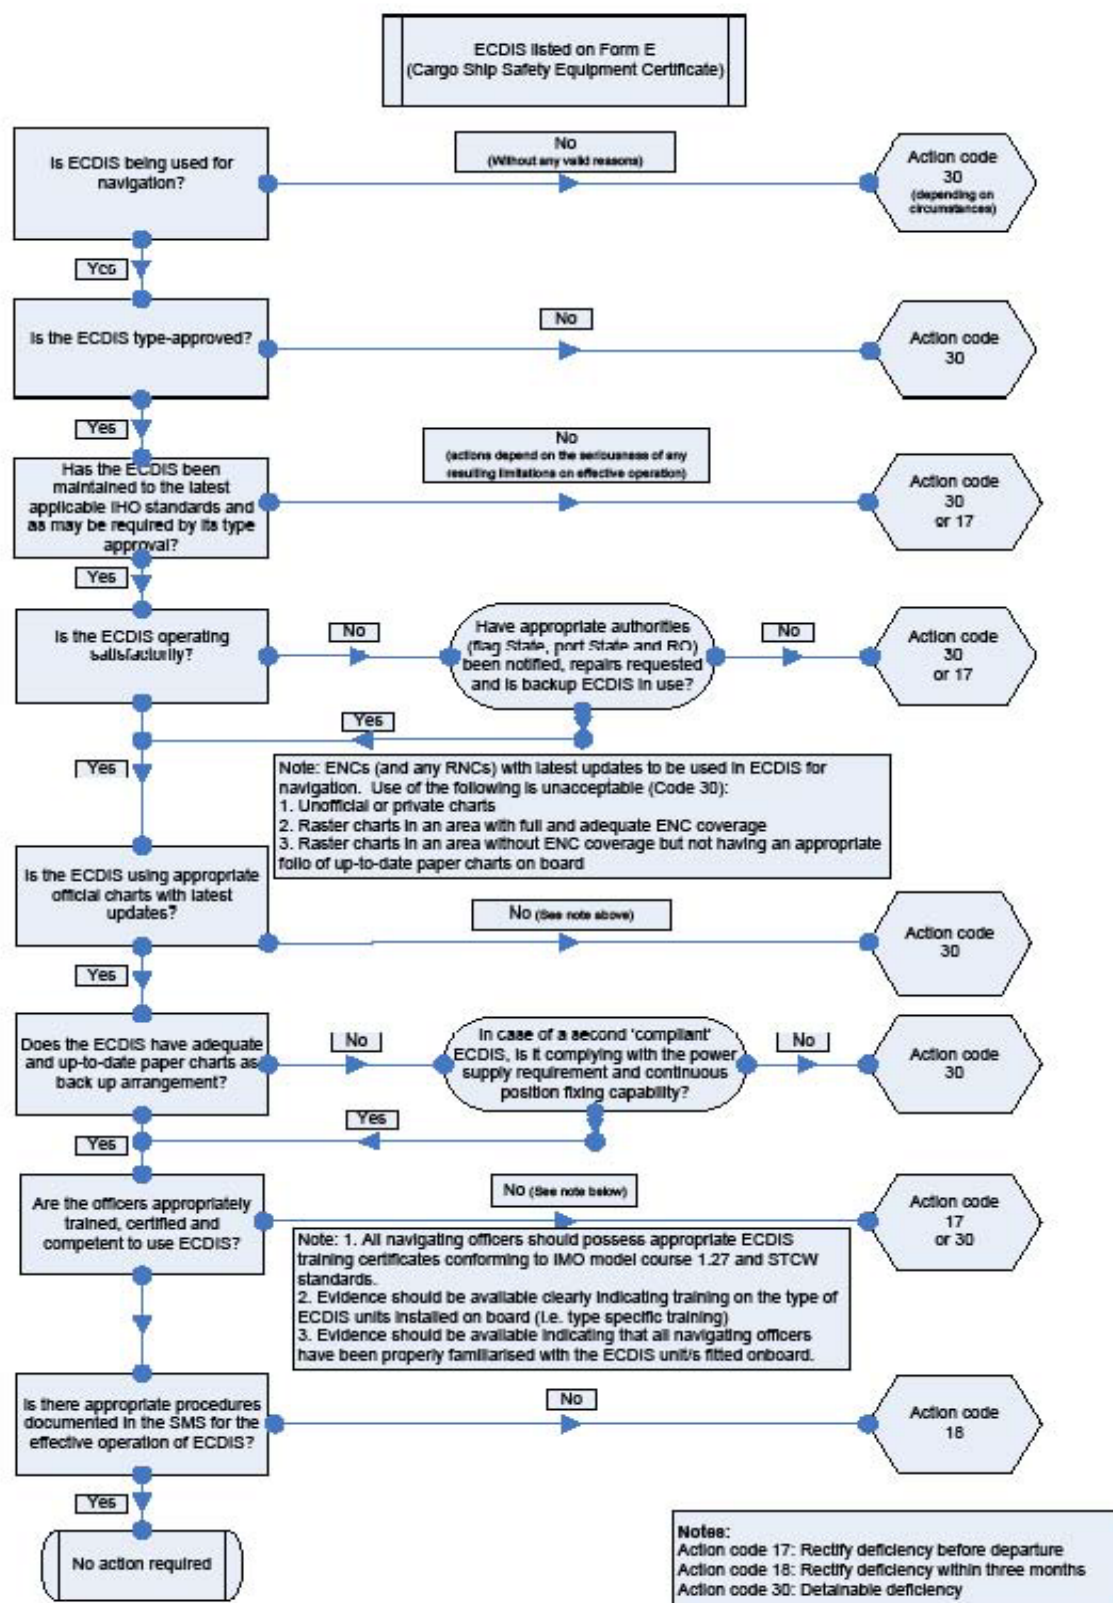 ECDIS listed on Form E
(Cargo Ship Safety Equipment Certificate)
Is ECDIS being used for
navigation?
No
(Without any valid reasons)
Action code
30
(depending on
circumstances)
Yes
Is the ECDIS type-approved?
No
Action code
30
Yes
Has the ECDIS been
maintained to the latest
applicable IHO standards and
as may be required by its type
approval?
No
(actions depend on the seriousness of any
resulting limitations on effective operation)
Action code
30
or 17
Yes
Is the ECDIS operating
satisfactorily?
No
Have appropriate authorities
(flag State, port State and RO)
been notified, repairs requested
and is backup ECDIS in use?
No
Action code
30
or 17
Yes
Yes
Note: ENCs (and any RNCs) with latest updates to be used in ECDIS for
navigation. Use of the following is unacceptable (Code 30):
1. Unofficial or private charts
2. Raster charts in an area with full and adequate ENC coverage
3. Raster charts in an area without ENC coverage but not having an appropriate
folio of up-to-date paper charts on board
Is the ECDIS using appropriate
official charts with latest
updates?
No (See note above)
Action code
30
Yes
Does the ECDIS have adequate
and up-to-date paper charts as
back up arrangement?
No
In case of a second 'compliant'
ECDIS, is it complying with the power
supply requirement and continuous
position fixing capability?
No
Action code
30
Yes
Yes
Are the officers appropriately
trained, certified and
competent to use ECDIS?
No (See note below)
Action code
17
or 30
Note: 1. All navigating officers should possess appropriate ECDIS
training certificates conforming to IMO model course 1.27 and STCW
standards.
2. Evidence should be available clearly indicating training on the type of
ECDIS units installed on board (i.e. type specific training)
3. Evidence should be available indicating that all navigating officers
have been properly familiarised with the ECDIS unit/s fitted onboard.
Is there appropriate procedures
documented in the SMS for the
effective operation of ECDIS?
No
Action code
18
Yes
No action required
Notes:
Action code 17: Rectify deficiency before departure
Action code 18: Rectify deficiency within three months
Action code 30: Detainable deficiency